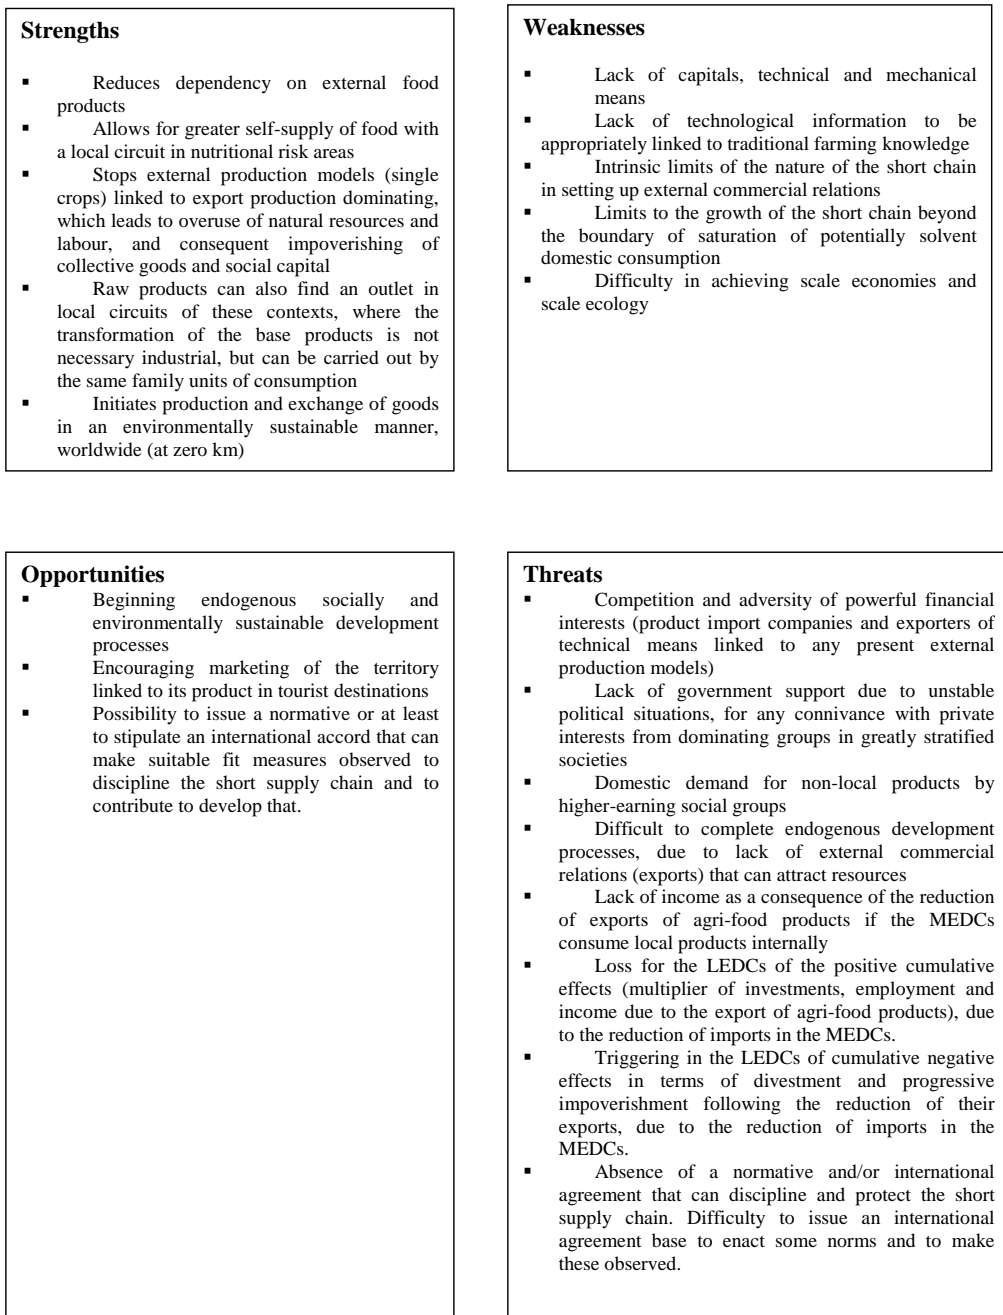 Strengths
▪ Reduces dependency on external food
products
▪ Allows for greater self-supply of food with
a local circuit in nutritional risk areas
▪ Stops external production models (single
crops) linked to export production dominating,
which leads to overuse of natural resources and
labour, and consequent impoverishing of
collective goods and social capital
▪ Raw products can also find an outlet in
local circuits of these contexts, where the
transformation of the base products is not
necessary industrial, but can be carried out by
the same family units of consumption
▪ Initiates production and exchange of goods
in an environmentally sustainable manner,
worldwide (at zero km)
Weaknesses
▪ Lack of capitals, technical and mechanical
means
▪ Lack of technological information to be
appropriately linked to traditional farming knowledge
▪ Intrinsic limits of the nature of the short chain
in setting up external commercial relations
▪ Limits to the growth of the short chain beyond
the boundary of saturation of potentially solvent
domestic consumption
▪ Difficulty in achieving scale economies and
scale ecology
Opportunities
▪ Beginning endogenous socially and
environmentally sustainable development
processes
▪ Encouraging marketing of the territory
linked to its product in tourist destinations
▪ Possibility to issue a normative or at least
to stipulate an international accord that can
make suitable fit measures observed to
discipline the short supply chain and to
contribute to develop that.
Threats
▪ Competition and adversity of powerful financial
interests (product import companies and exporters of
technical means linked to any present external
production models)
▪ Lack of government support due to unstable
political situations, for any connivance with private
interests from dominating groups in greatly stratified
societies
▪ Domestic demand for non-local products by
higher-earning social groups
▪ Difficult to complete endogenous development
processes, due to lack of external commercial
relations (exports) that can attract resources
▪ Lack of income as a consequence of the reduction
of exports of agri-food products if the MEDCs
consume local products internally
▪ Loss for the LEDCs of the positive cumulative
effects (multiplier of investments, employment and
income due to the export of agri-food products), due
to the reduction of imports in the MEDCs.
▪ Triggering in the LEDCs of cumulative negative
effects in terms of divestment and progressive
impoverishment following the reduction of their
exports, due to the reduction of imports in the
MEDCs.
▪ Absence of a normative and/or international
agreement that can discipline and protect the short
supply chain. Difficulty to issue an international
agreement base to enact some norms and to make
these observed.